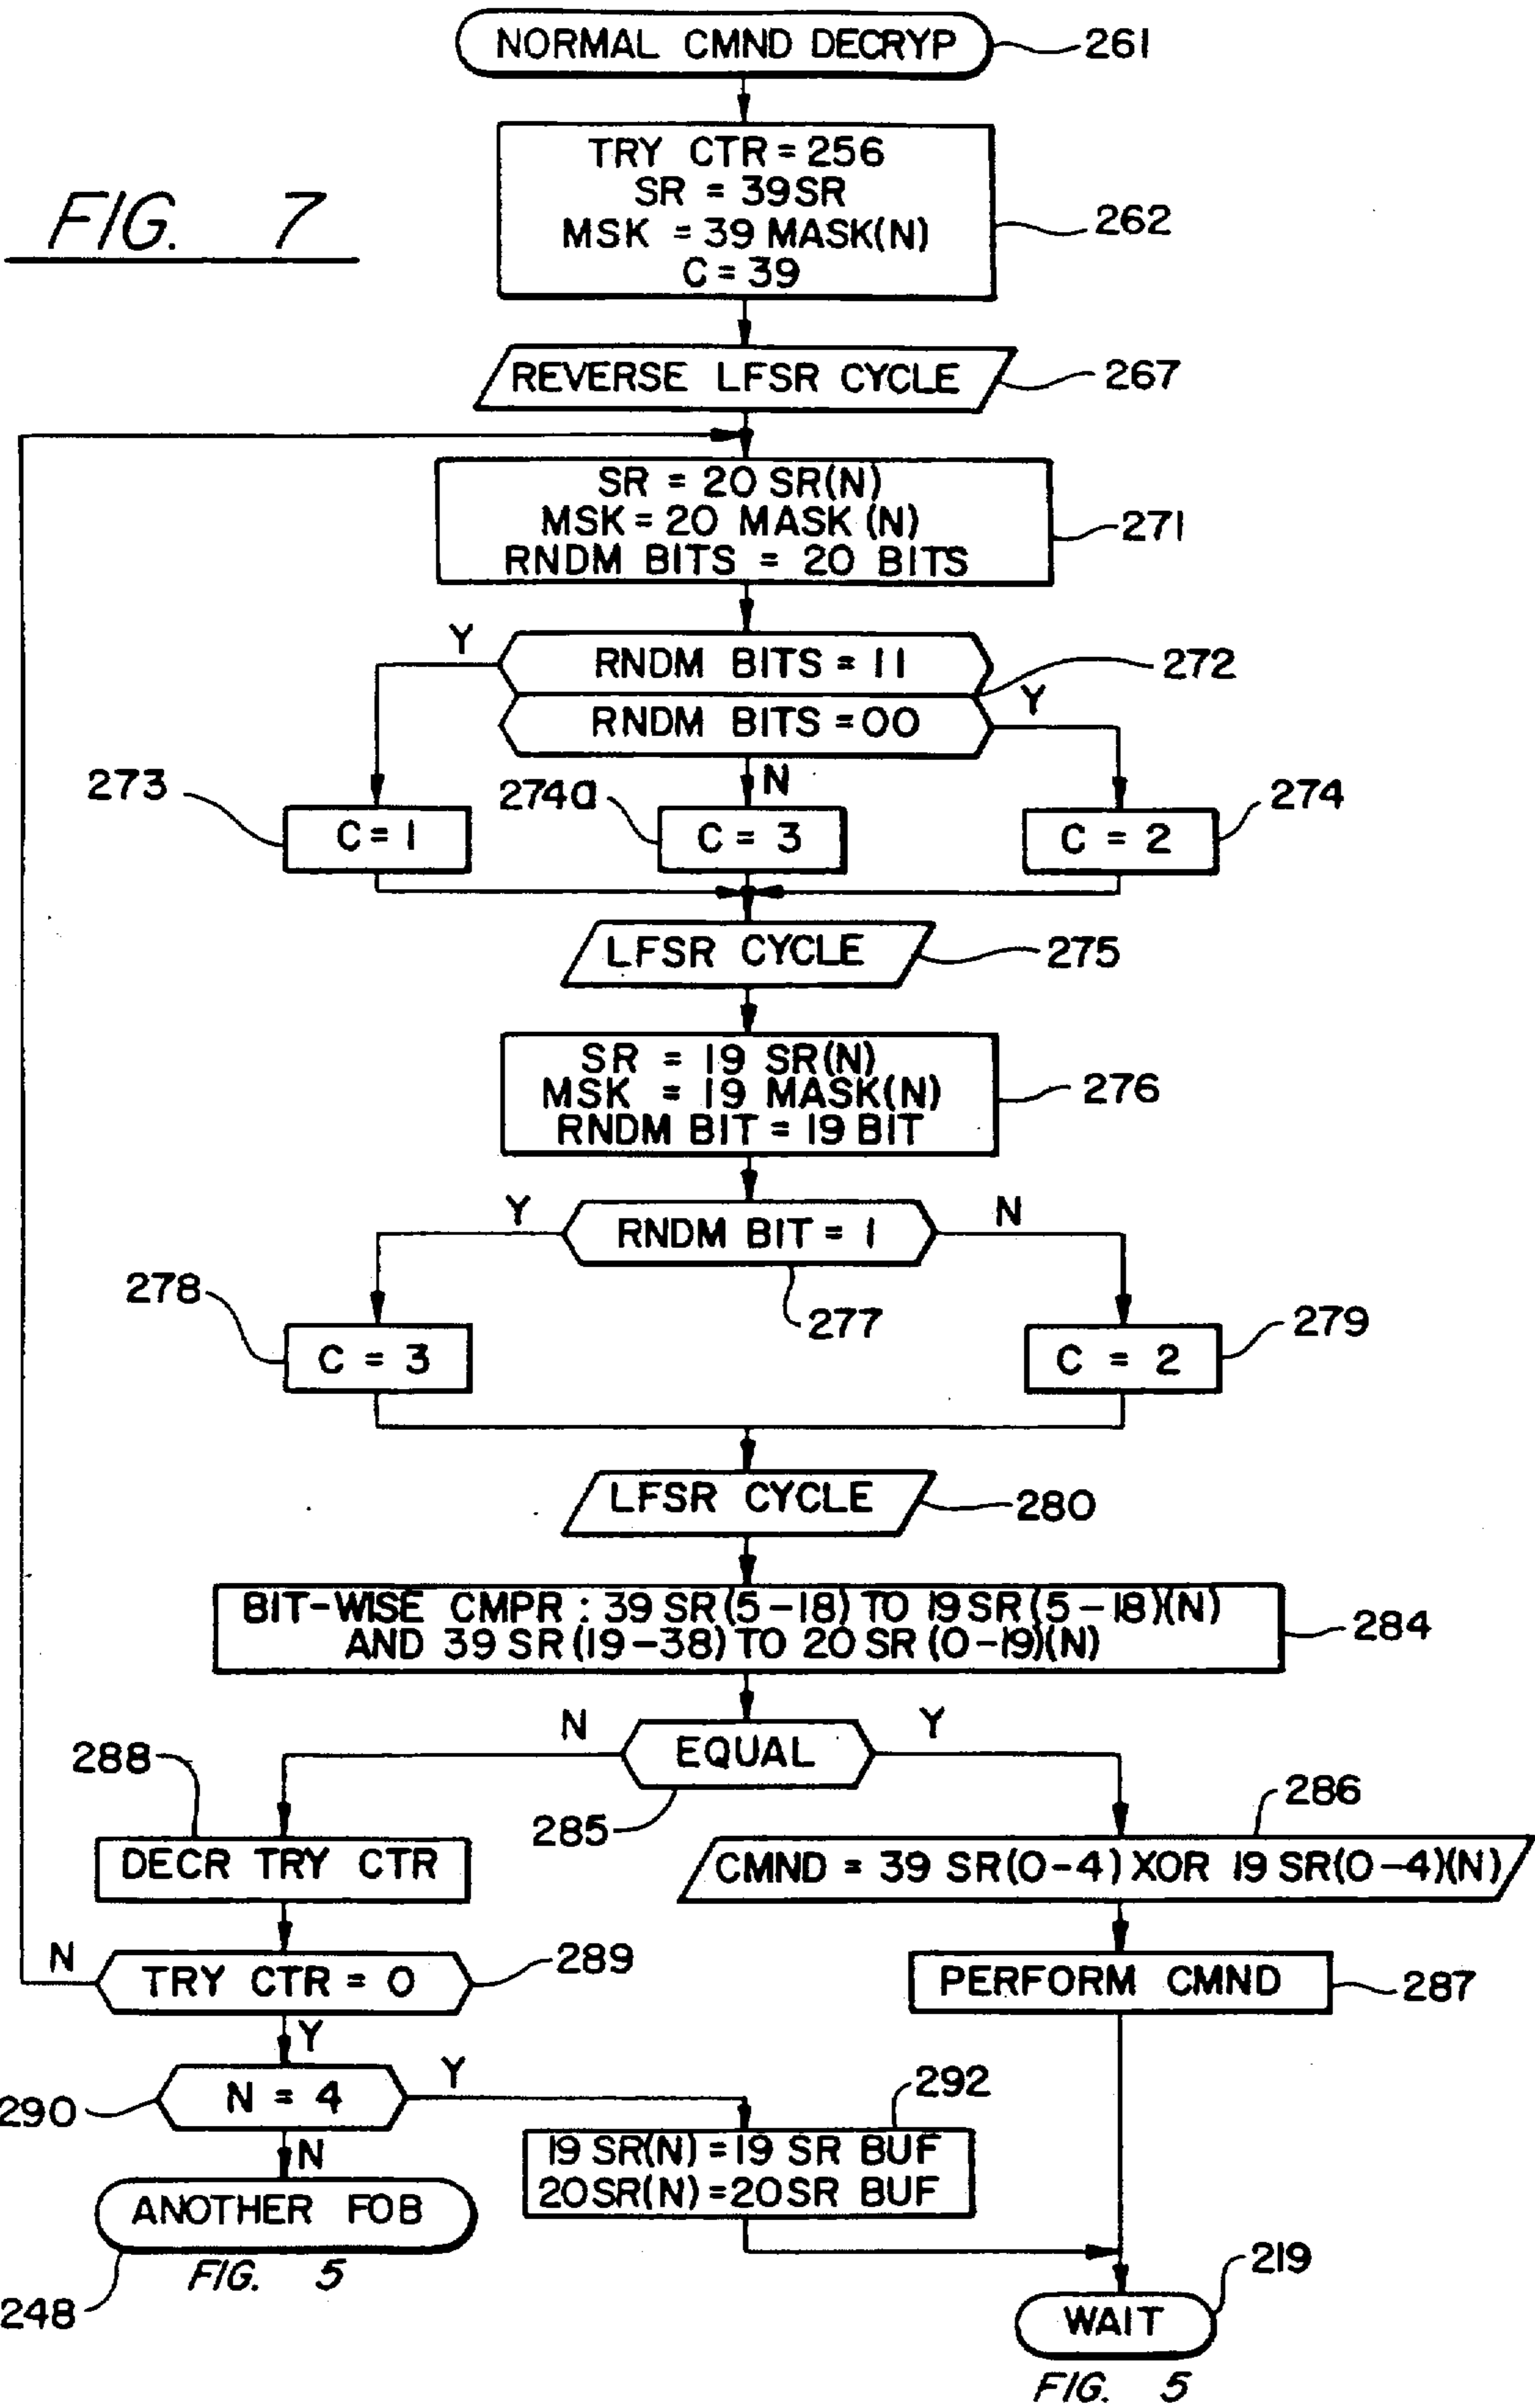 NORMAL CMND DECRYP
261
FIG. 7
TRY CTR = 256
SR = 39SR
MSK = 39 MASK(N)
C = 39
262
REVERSE LFSR CYCLE
267
SR = 20 SR(N)
MSK = 20 MASK (N)
RNDM BITS = 20 BITS
271
Y
RNDM BITS = 11
272
RNDM BITS = 00
Y
273
C = 1
274a
N
C = 3
C = 2
274
LFSR CYCLE
275
SR = 19 SR(N)
MSK = 19 MASK(N)
RNDM BIT = 19 BIT
276
Y
RNDM BIT = 1
N
277
278
C = 3
C = 2
279
LFSR CYCLE
280
BIT-WISE CMPR : 39 SR(5-18) TO 19 SR(5-18)(N)
AND 39 SR (19-38) TO 20 SR (0-19)(N)
284
N
EQUAL
Y
285
288
DECR TRY CTR
286
CMND = 39 SR(0-4) XOR 19 SR(0-4)(N)
N
TRY CTR = 0
289
PERFORM CMND
287
Y
290
N = 4
Y
292
19 SR(N) = 19 SR BUF
20 SR(N) = 20 SR BUF
N
ANOTHER FOB
FIG. 5
248
219
WAIT
FIG. 5